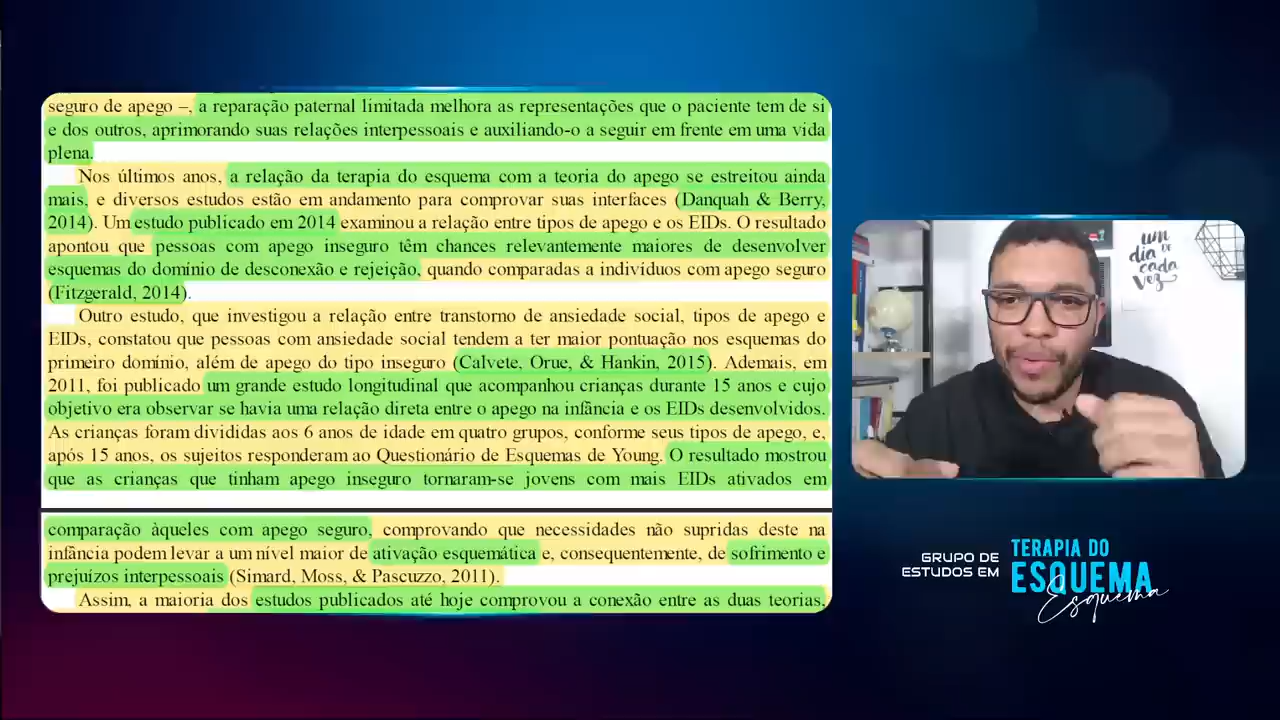 seguro de apego –, a reparação paternal limitada melhora as representações que o paciente tem de si
e dos outros, aprimorando suas relações interpessoais e auxiliando-o a seguir em frente em uma vida
plena.
Nos últimos anos, a relação da terapia do esquema com a teoria do apego se estreitou ainda
mais, e diversos estudos estão em andamento para comprovar suas interfaces (Danquah & Berry,
2014). Um estudo publicado em 2014 examinou a relação entre tipos de apego e os EIDs. O resultado
apontou que pessoas com apego inseguro têm chances relevantemente maiores de desenvolver
esquemas do domínio de desconexão e rejeição, quando comparadas a indivíduos com apego seguro
(Fitzgerald, 2014).
Outro estudo, que investigou a relação entre transtorno de ansiedade social, tipos de apego e
EIDs, constatou que pessoas com ansiedade social tendem a ter maior pontuação nos esquemas do
primeiro domínio, além de apego do tipo inseguro (Calvete, Orue, & Hankin, 2015). Ademais, em
2011, foi publicado um grande estudo longitudinal que acompanhou crianças durante 15 anos e cujo
objetivo era observar se havia uma relação direta entre o apego na infância e os EIDs desenvolvidos.
As crianças foram divididas aos 6 anos de idade em quatro grupos, conforme seus tipos de apego, e,
após 15 anos, os sujeitos responderam ao Questionário de Esquemas de Young. O resultado mostrou
que as crianças que tinham apego inseguro tornaram-se jovens com mais EIDs ativados em
comparação àqueles com apego seguro, comprovando que necessidades não supridas deste na
infância podem levar a um nível maior de ativação esquemática e, consequentemente, de sofrimento e
prejuízos interpessoais (Simard, Moss, & Pascuzzo, 2011).
Assim, a maioria dos estudos publicados até hoje comprovou a conexão entre as duas teorias,
um
dia DE
cada
vez
GRUPO DE
ESTUDOS EM
TERAPIA DO
ESQUEMA
Esquema